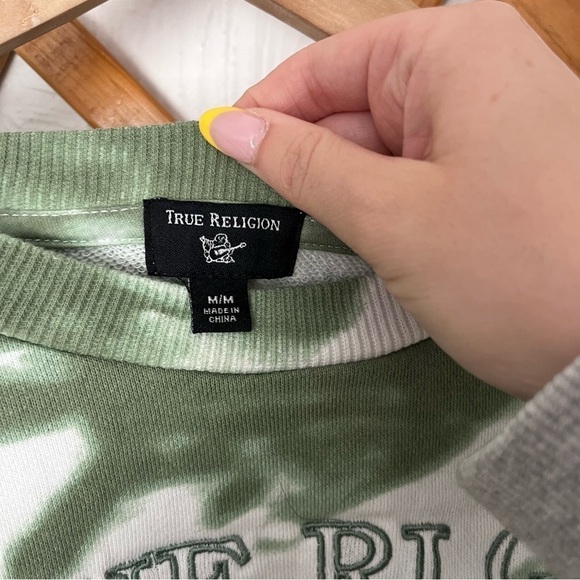 TRUE RELIGION
M/M
MADE IN
CHINA